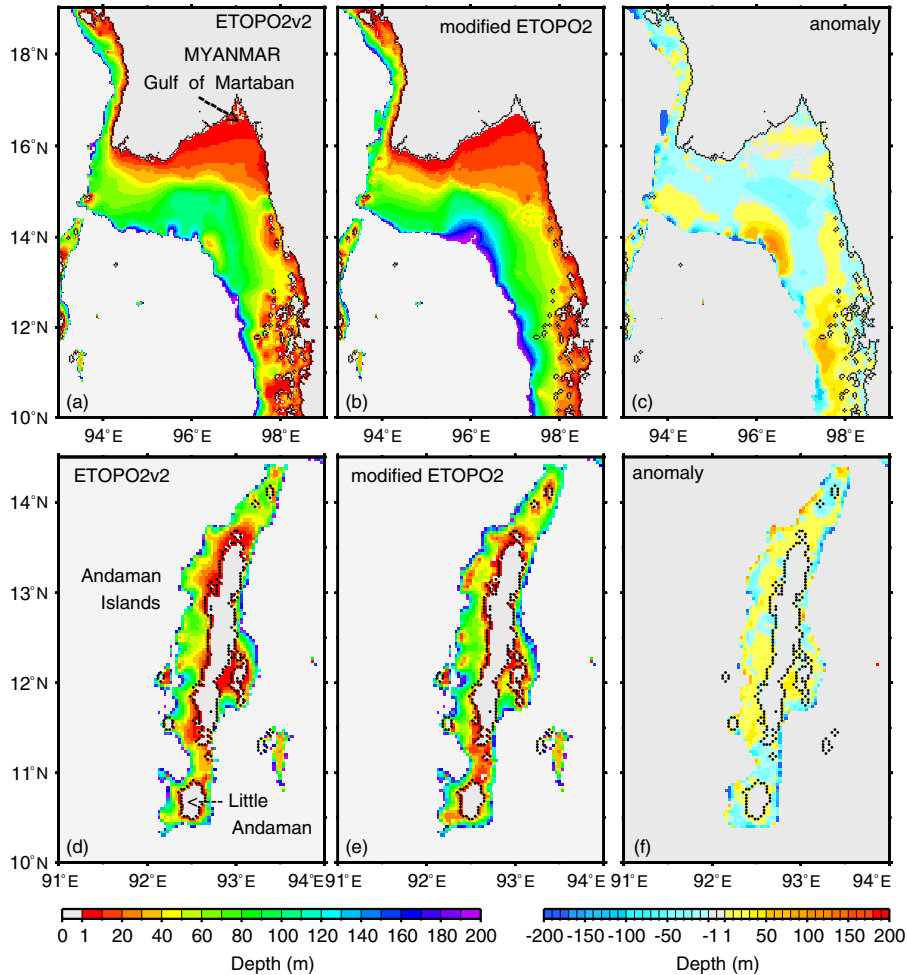 ETOPO2v2
modified ETOPO2
anomaly
MYANMAR
Gulf of Martaban
18°N
16°N
14°N
12°N
10°N
(a)
(b)
(c)
94°E
96°E
98°E
94°E
96°E
98°E
94°E
96°E
98°E
ETOPO2v2
modified ETOPO2
anomaly
14°N
13°N
12°N
11°N
10°N
Andaman
Islands
Little
Andaman
(d)
(e)
(f)
91°E
92°E
93°E
94°E
91°E
92°E
93°E
94°E
91°E
92°E
93°E
94°E
0 1 20 40 60 80 100 120 140 160 180 200
Depth (m)
-200 -150 -100 -50 -1 1 50 100 150 200
Depth (m)